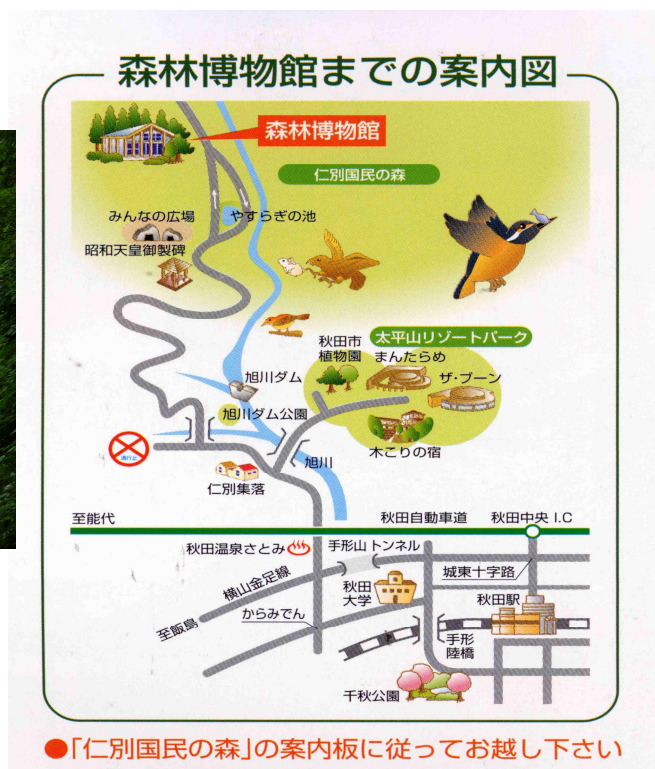 森林博物館までの案内図
森林博物館
仁別国民の森
みんなの広場
やすらぎの池
昭和天皇御製碑
秋田市
植物園
太平山リゾートパーク
まんたらめ
ザ・ブーン
旭川ダム
旭川ダム公園
木こりの宿
旭川
仁別集落
至能代
秋田自動車道
秋田中央 I.C
秋田温泉さとみ
手形山トンネル
横山金足線
城東十字路
秋田
大学
秋田駅
からみでん
至飯島
手形
陸橋
千秋公園
●「仁別国民の森」の案内板に従ってお越し下さい